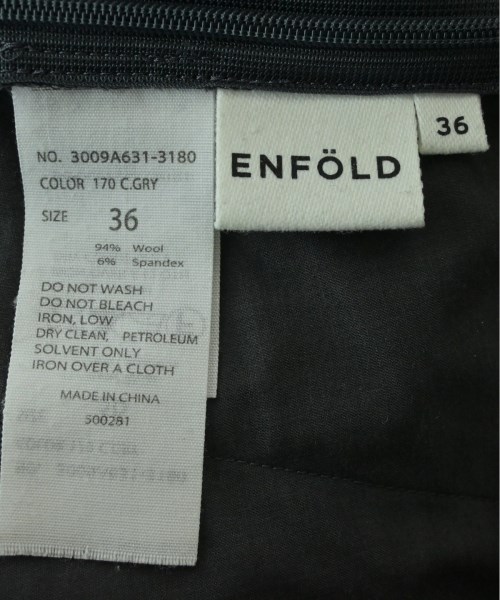 NO. 3009A631-3180
COLOR 170 C.GRY
SIZE 36
94% Wool
6% Spandex
DO NOT WASH
DO NOT BLEACH
IRON, LOW
DRY CLEAN, PETROLEUM
SOLVENT ONLY
IRON OVER A CLOTH
MADE IN CHINA
500281
ENFÖLD
36